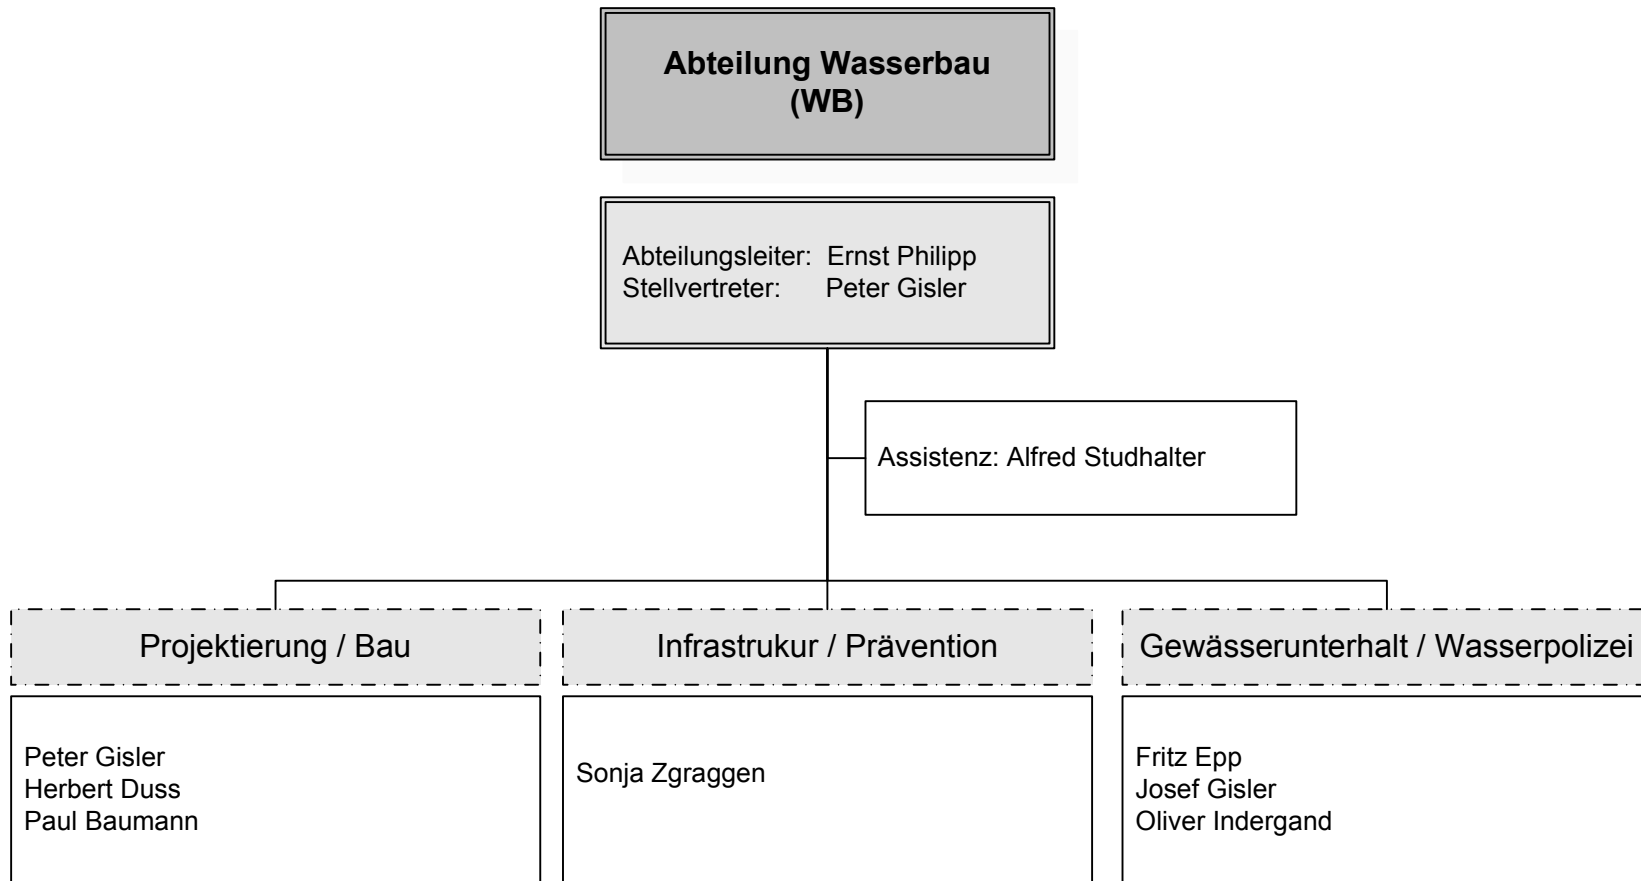 Abteilung Wasserbau
(WB)
Abteilungsleiter: Ernst Philipp
Stellvertreter: Peter Gisler
Assistenz: Alfred Studhalter
Projektierung / Bau
Infrastrukur / Prävention
Gewässerunterhalt / Wasserpolizei
Peter Gisler
Herbert Duss
Paul Baumann
Sonja Zgraggen
Fritz Epp
Josef Gisler
Oliver Indergand